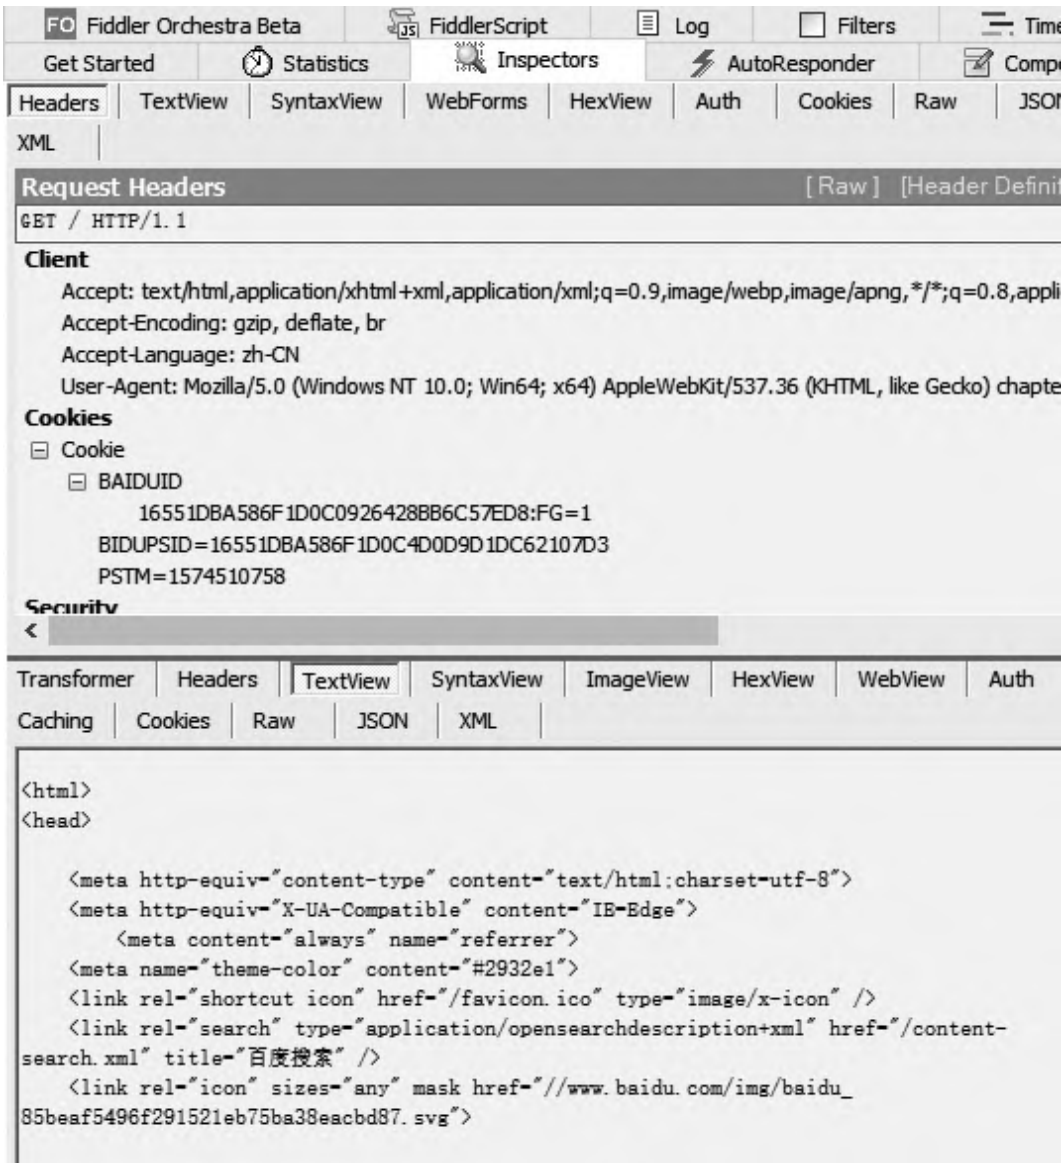 FO Fiddler Orchestra Beta JS FiddlerScript Log Filters Time
Get Started Statistics Inspectors AutoResponder Compo
Headers TextView SyntaxView WebForms HexView Auth Cookies Raw JSON
XML
Request Headers [ Raw ] [Header Definit
GET / HTTP/1.1
Client
Accept: text/html,application/xhtml+xml,application/xml;q=0.9,image/webp,image/apng,*/*;q=0.8,appli
Accept-Encoding: gzip, deflate, br
Accept-Language: zh-CN
User-Agent: Mozilla/5.0 (Windows NT 10.0; Win64; x64) AppleWebKit/537.36 (KHTML, like Gecko) chapte
Cookies
Cookie
BAIDUID
16551DBA586F1D0C0926428BB6C57ED8:FG=1
BIDUPSID=16551DBA586F1D0C4D0D9D1DC62107D3
PSTM=1574510758
Security
Transformer Headers TextView SyntaxView ImageView HexView WebView Auth
Caching Cookies Raw JSON XML
<html>
<head>
<meta http-equiv="content-type" content="text/html;charset=utf-8">
<meta http-equiv="X-UA-Compatible" content="IE=Edge">
<meta content="always" name="referrer">
<meta name="theme-color" content="#2932e1">
<link rel="shortcut icon" href="/favicon.ico" type="image/x-icon" />
<link rel="search" type="application/opensearchdescription+xml" href="/content-
search.xml" title="百度搜索" />
<link rel="icon" sizes="any" mask href="//www.baidu.com/img/baidu_
85beaf5496f291521eb75ba38eacbd87.svg">